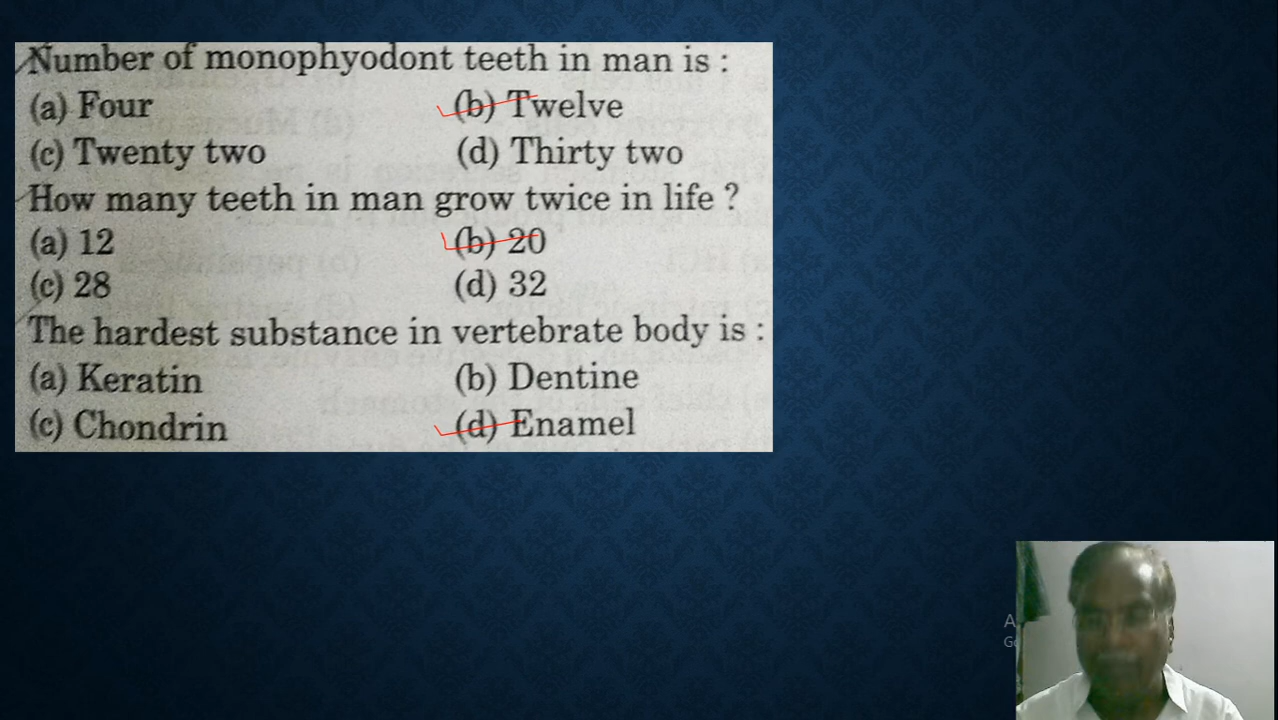 Number of monophyodont teeth in man is :
(a) Four (b) Twelve
(c) Twenty two (d) Thirty two
How many teeth in man grow twice in life ?
(a) 12 (b) 20
(c) 28 (d) 32
The hardest substance in vertebrate body is :
(a) Keratin (b) Dentine
(c) Chondrin (d) Enamel